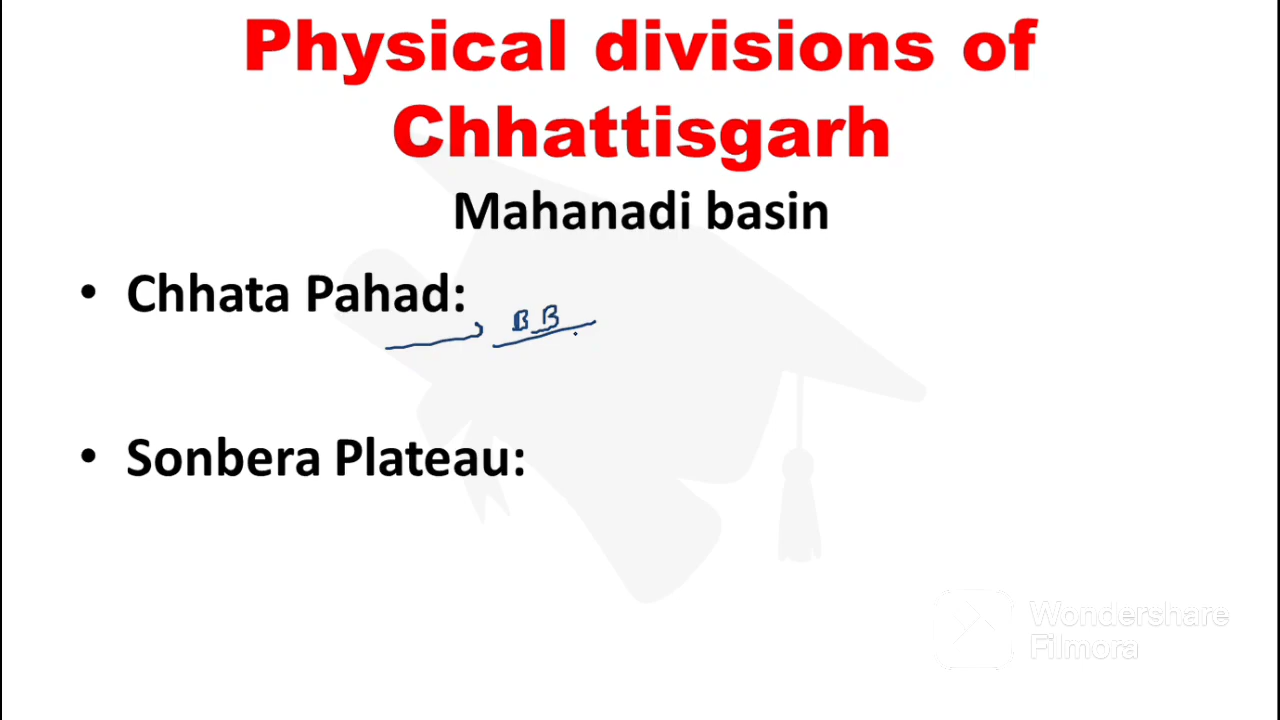 Physical divisions of
Chhattisgarh
Mahanadi basin
• Chhata Pahad:
BB
• Sonbera Plateau:
Wondershare
Filmora